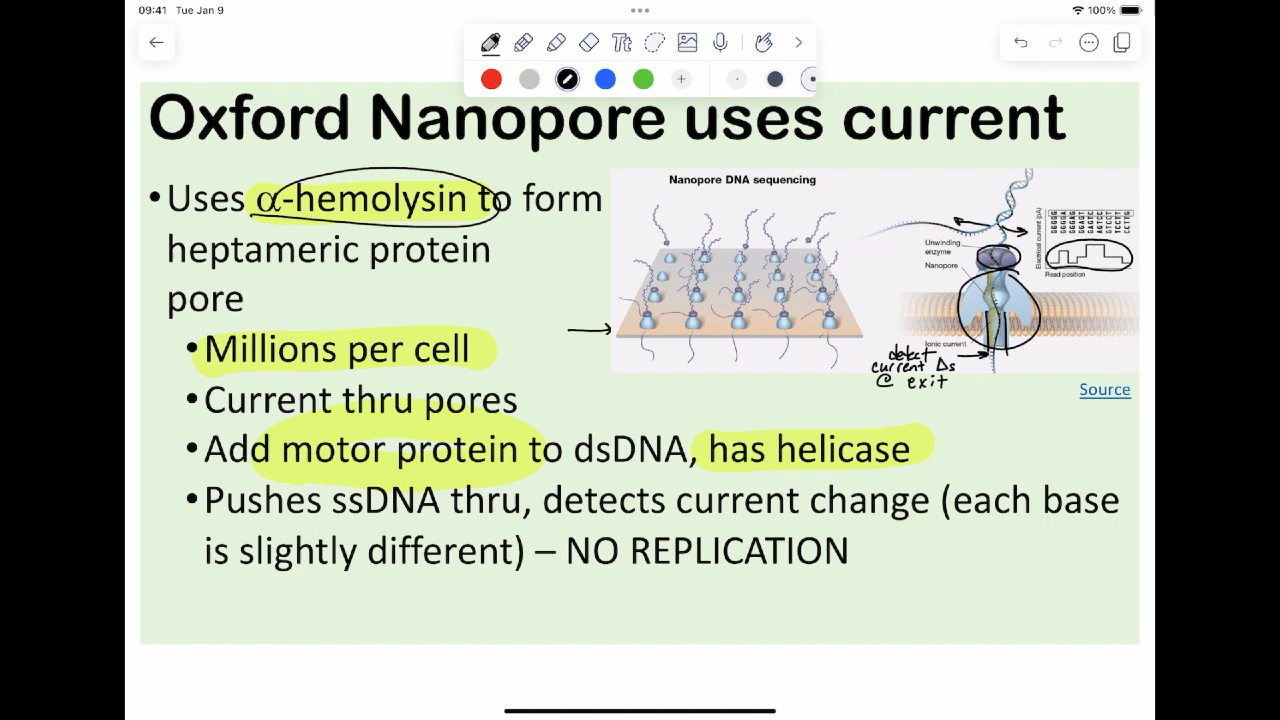 09:41 Tue Jan 9
100%
Tt
Oxford Nanopore uses current
• Uses α-hemolysin to form
heptameric protein
pore
• Millions per cell
• Current thru pores
• Add motor protein to dsDNA, has helicase
• Pushes ssDNA thru, detects current change (each base
is slightly different) – NO REPLICATION
Nanopore DNA sequencing
Unwinding
enzyme
Nanopore
Ionic current
Electrical current (pA)
Read position
detect
current Δs
@ exit
Source